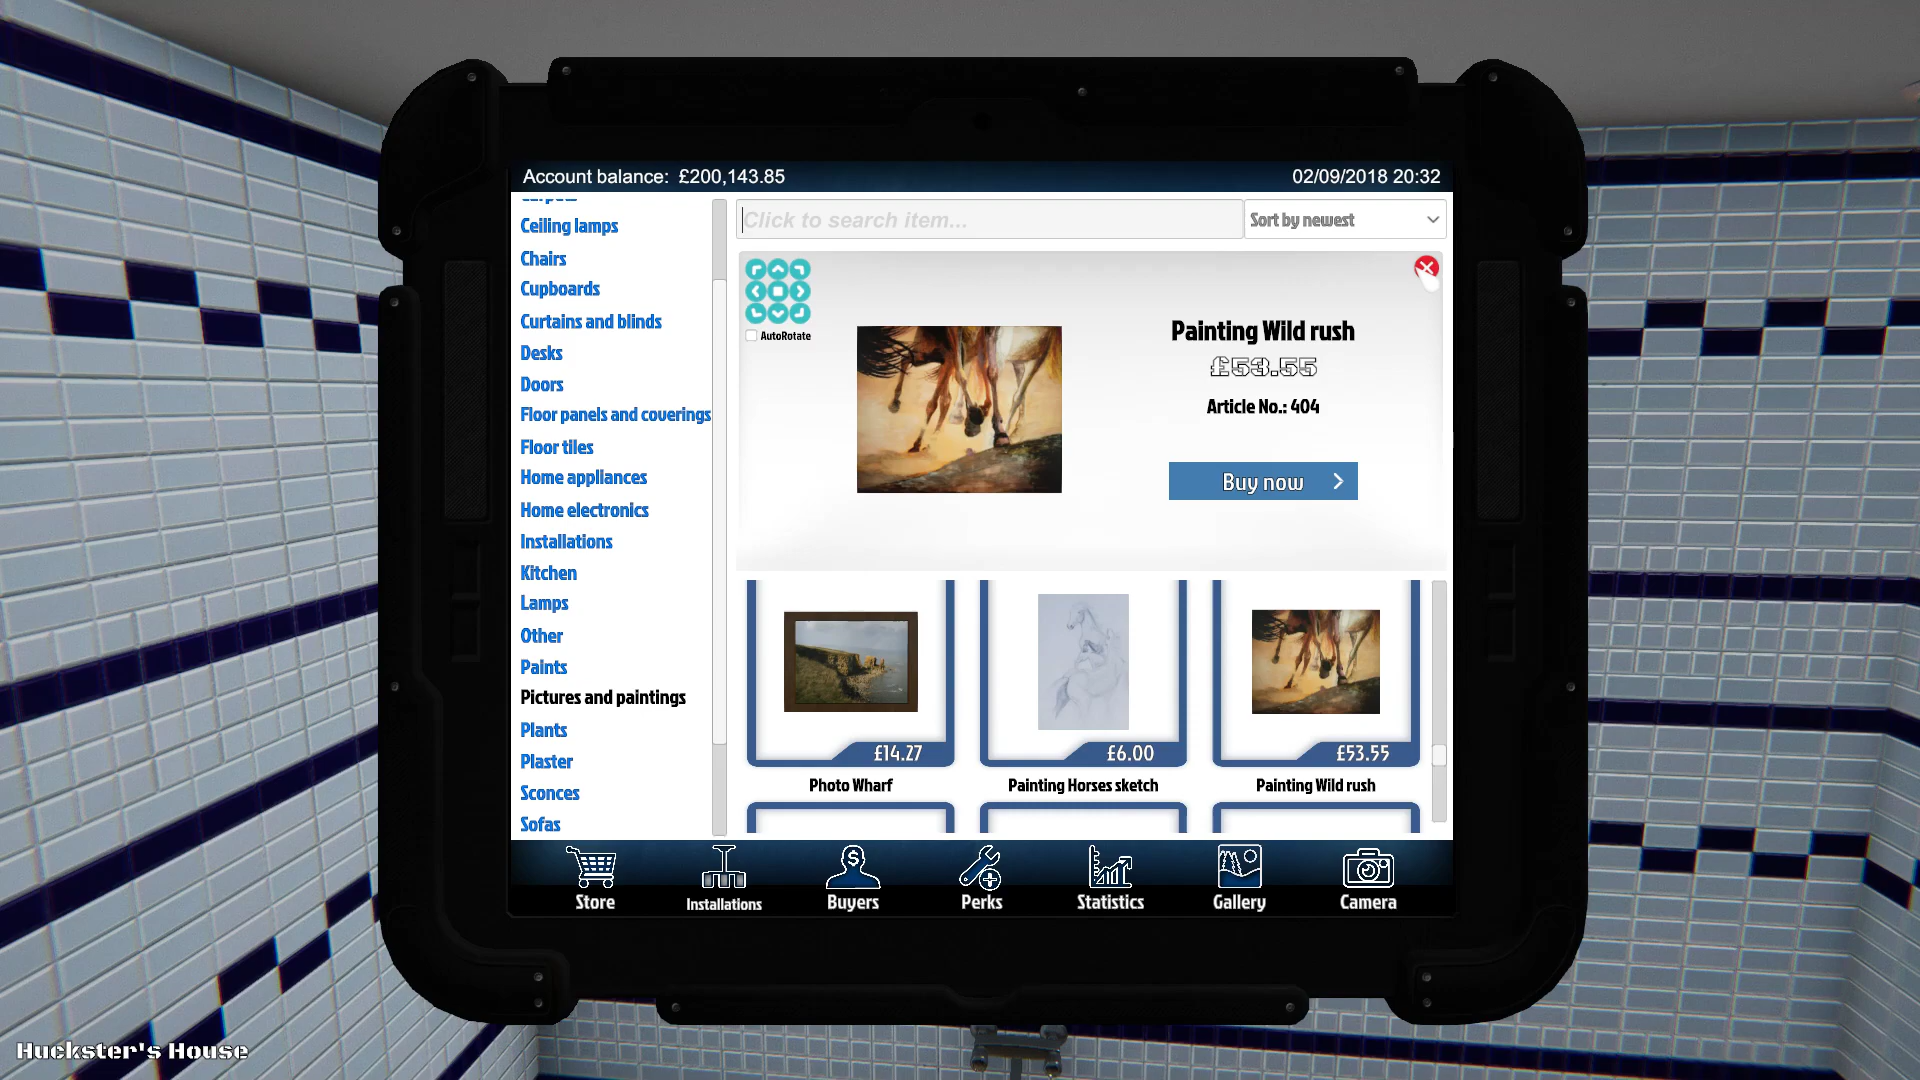 Account balance: £200,143.85
02/09/2018 20:32
Ceiling lamps
Chairs
Cupboards
Curtains and blinds
Desks
Doors
Floor panels and coverings
Floor tiles
Home appliances
Home electronics
Installations
Kitchen
Lamps
Other
Paints
Pictures and paintings
Plants
Plaster
Sconces
Sofas
Click to search item...
Sort by newest
AutoRotate
Painting Wild rush
£53.55
Article No.: 404
Buy now
£14.27
£6.00
£53.55
Photo Wharf
Painting Horses sketch
Painting Wild rush
Store
Installations
Buyers
Perks
Statistics
Gallery
Camera
Huckster's House